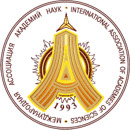 МЕЖДУНАРОДНАЯ АССОЦИАЦИЯ АКАДЕМИЙ НАУК • INTERNATIONAL ASSOCIATION OF ACADEMIES OF SCIENCES •
1993